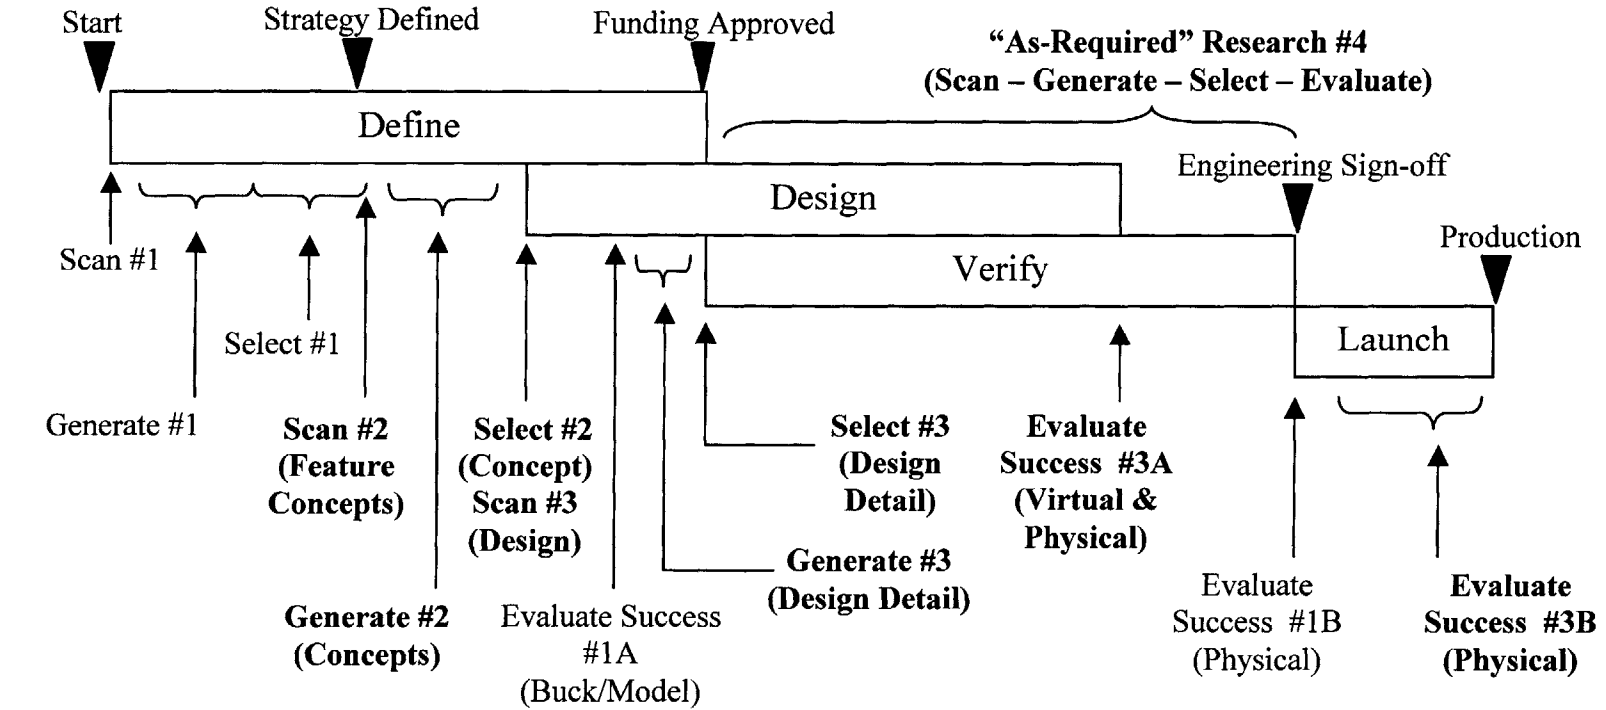 Start
Strategy Defined
Funding Approved
“As-Required” Research #4
(Scan – Generate – Select – Evaluate)
Define
Engineering Sign-off
Design
Production
Scan #1
Verify
Select #1
Launch
Generate #1
Scan #2
(Feature
Concepts)
Select #2
(Concept)
Scan #3
(Design)
Select #3
(Design
Detail)
Evaluate
Success #3A
(Virtual &
Physical)
Generate #3
(Design Detail)
Generate #2
(Concepts)
Evaluate Success
#1A
(Buck/Model)
Evaluate
Success #1B
(Physical)
Evaluate
Success #3B
(Physical)